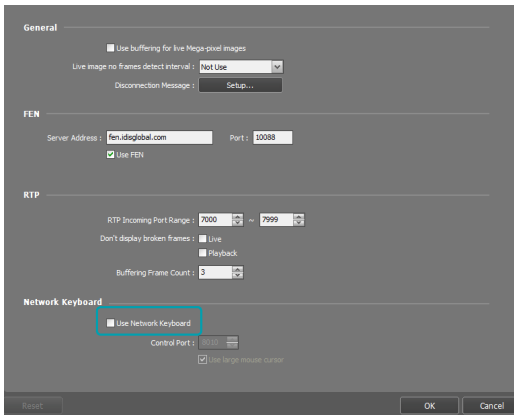 General
Use buffering for live Mega-pixel images
Live image no frames detect interval : Not Use
Disconnection Message : Setup...
FEN
Server Address : fen.idisglobal.com Port : 10088
Use FEN
RTP
RTP Incoming Port Range : 7000 ~ 7999
Don't display broken frames : Live
Playback
Buffering Frame Count : 3
Network Keyboard
Use Network Keyboard
Control Port : 8010
Use large mouse cursor
Reset OK Cancel